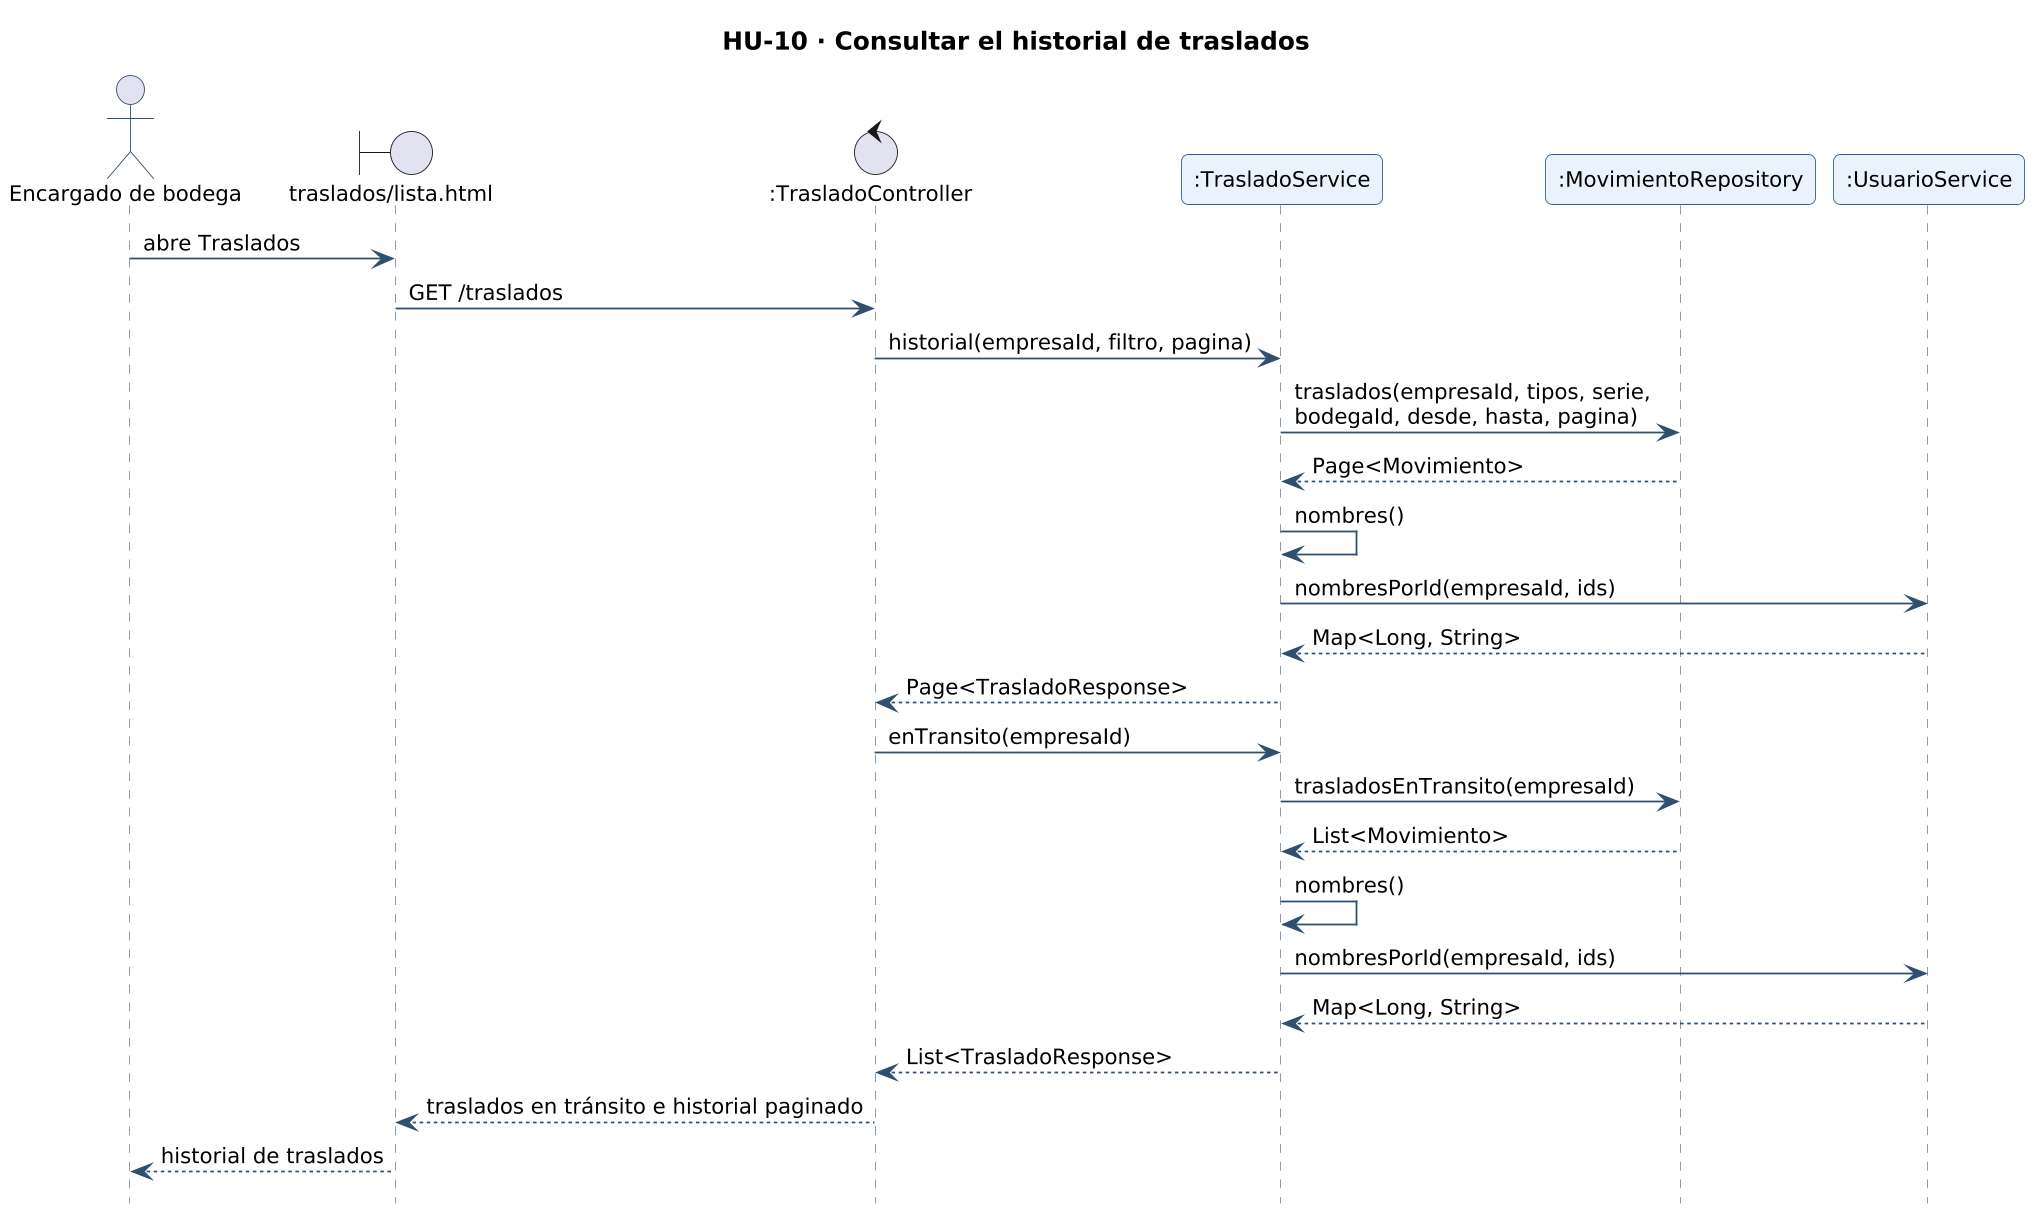 HU-10 · Consultar el historial de traslados
Encargado de bodega
traslados/lista.html
:TrasladoController
:TrasladoService
:MovimientoRepository
:UsuarioService
abre Traslados
GET /traslados
historial(empresaId, filtro, pagina)
traslados(empresaId, tipos, serie,
bodegaId, desde, hasta, pagina)
Page<Movimiento>
nombres()
nombresPorId(empresaId, ids)
Map<Long, String>
Page<TrasladoResponse>
enTransito(empresaId)
trasladosEnTransito(empresaId)
List<Movimiento>
nombres()
nombresPorId(empresaId, ids)
Map<Long, String>
List<TrasladoResponse>
traslados en tránsito e historial paginado
historial de traslados